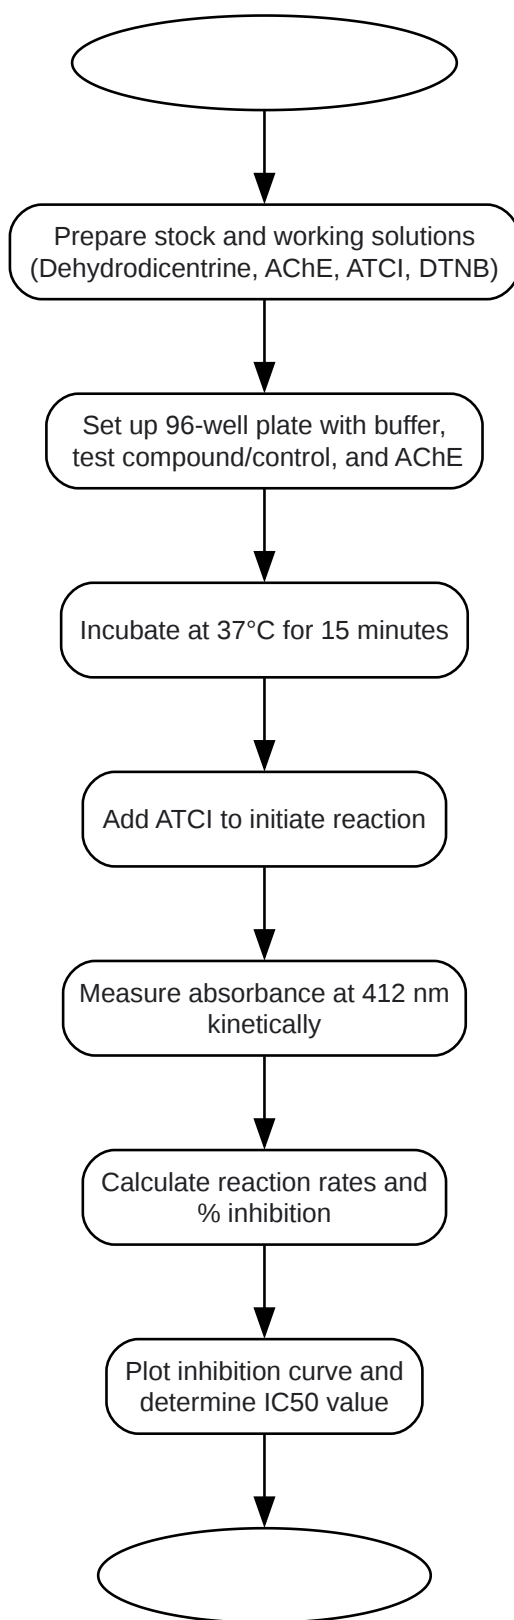 Prepare stock and working solutions
(Dehydrodicentrine, AChE, ATCI, DTNB)
Set up 96-well plate with buffer,
test compound/control, and AChE
Incubate at 37°C for 15 minutes
Add ATCI to initiate reaction
Measure absorbance at 412 nm
kinetically
Calculate reaction rates and
% inhibition
Plot inhibition curve and
determine IC50 value